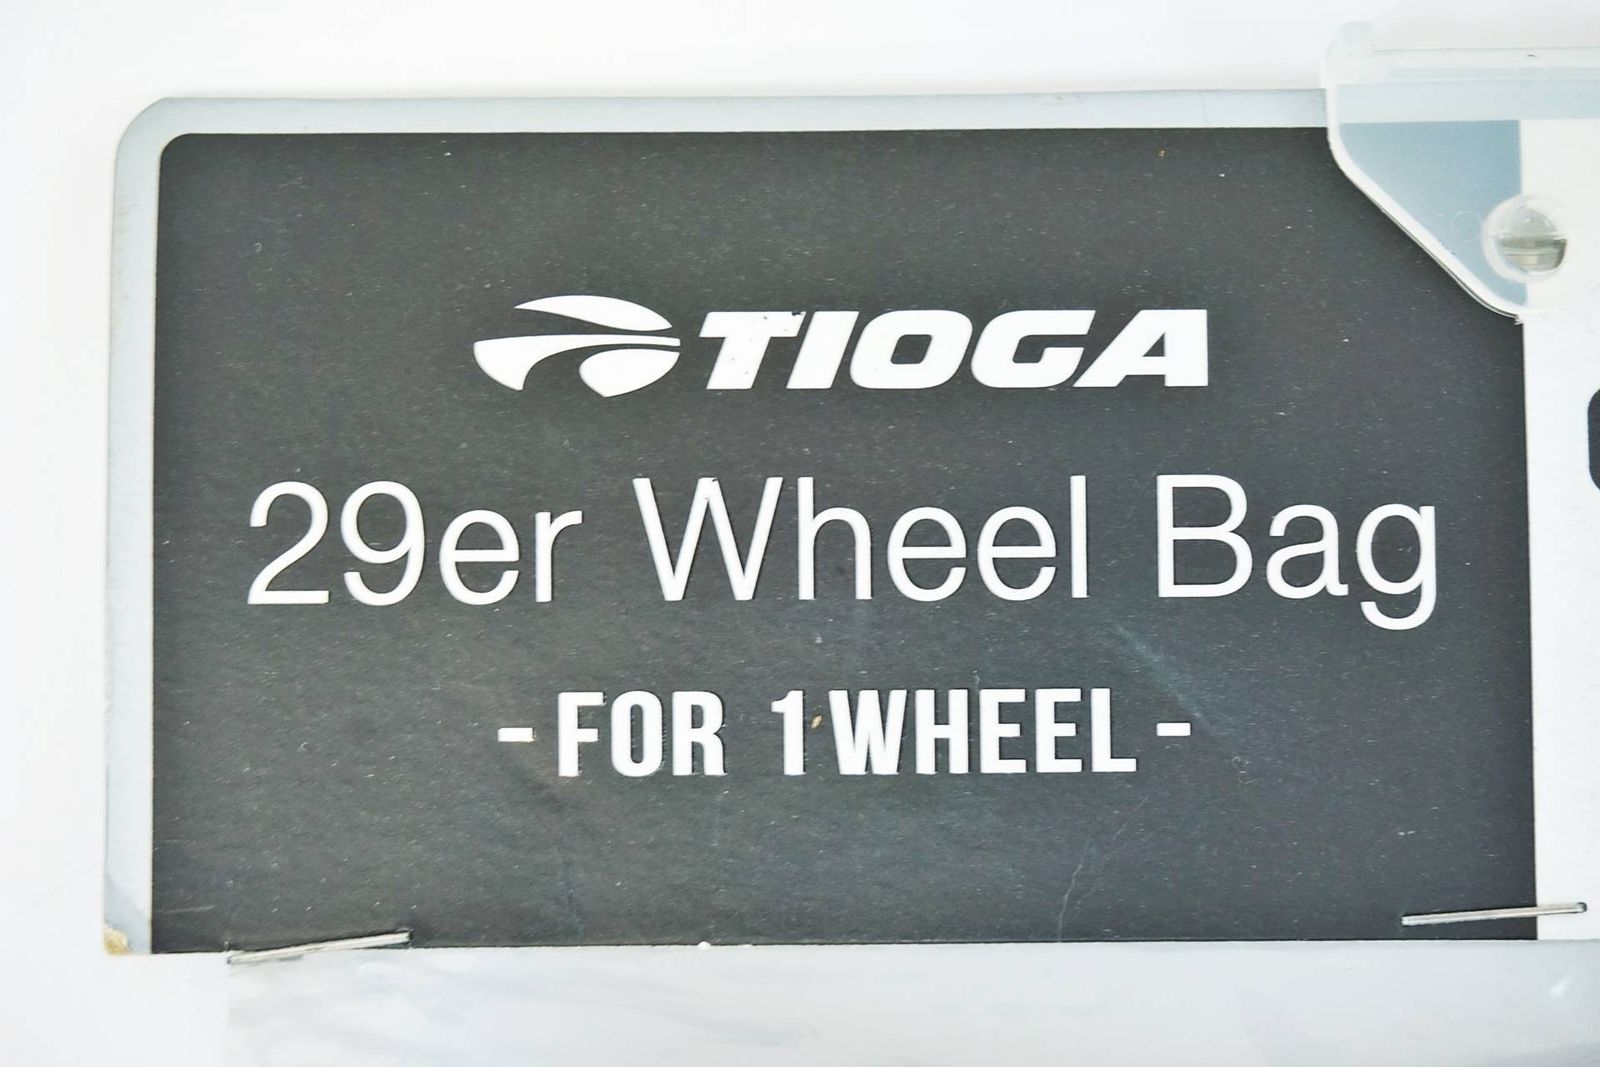 TIOGA
29er Wheel Bag
- FOR 1 WHEEL -